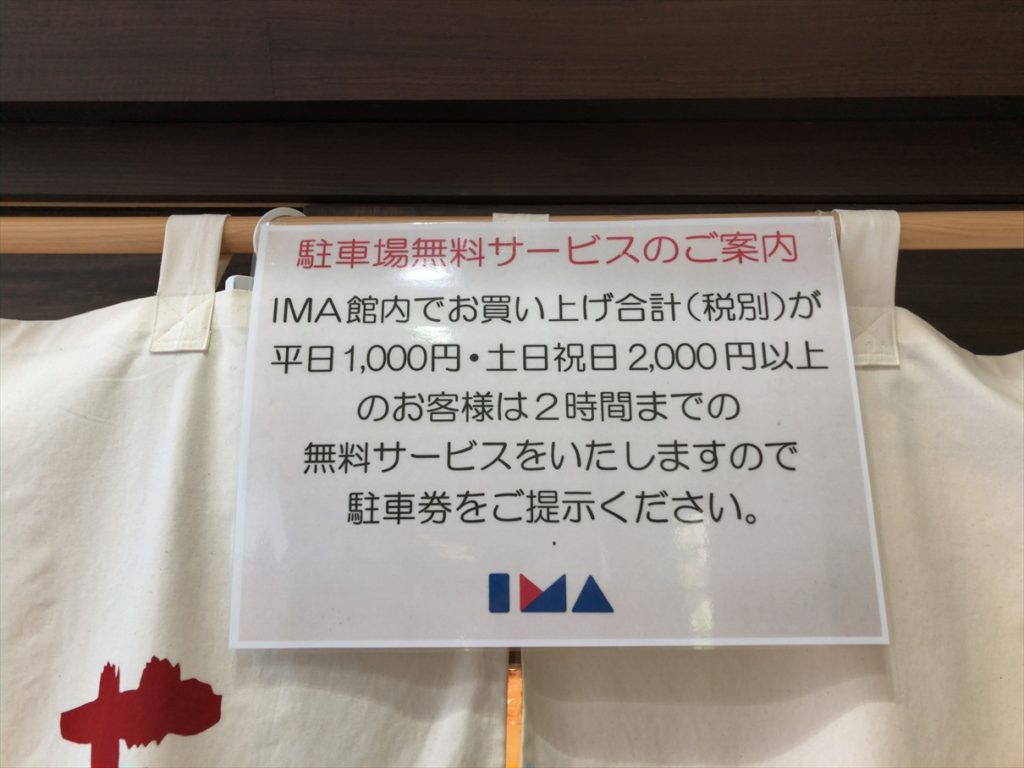 駐車場無料サービスのご案内
IMA館内でお買い上げ合計(税別)が
平日1,000円・土日祝日2,000円以上
のお客様は2時間までの
無料サービスをいたしますので
駐車券をご提示ください。
IMA